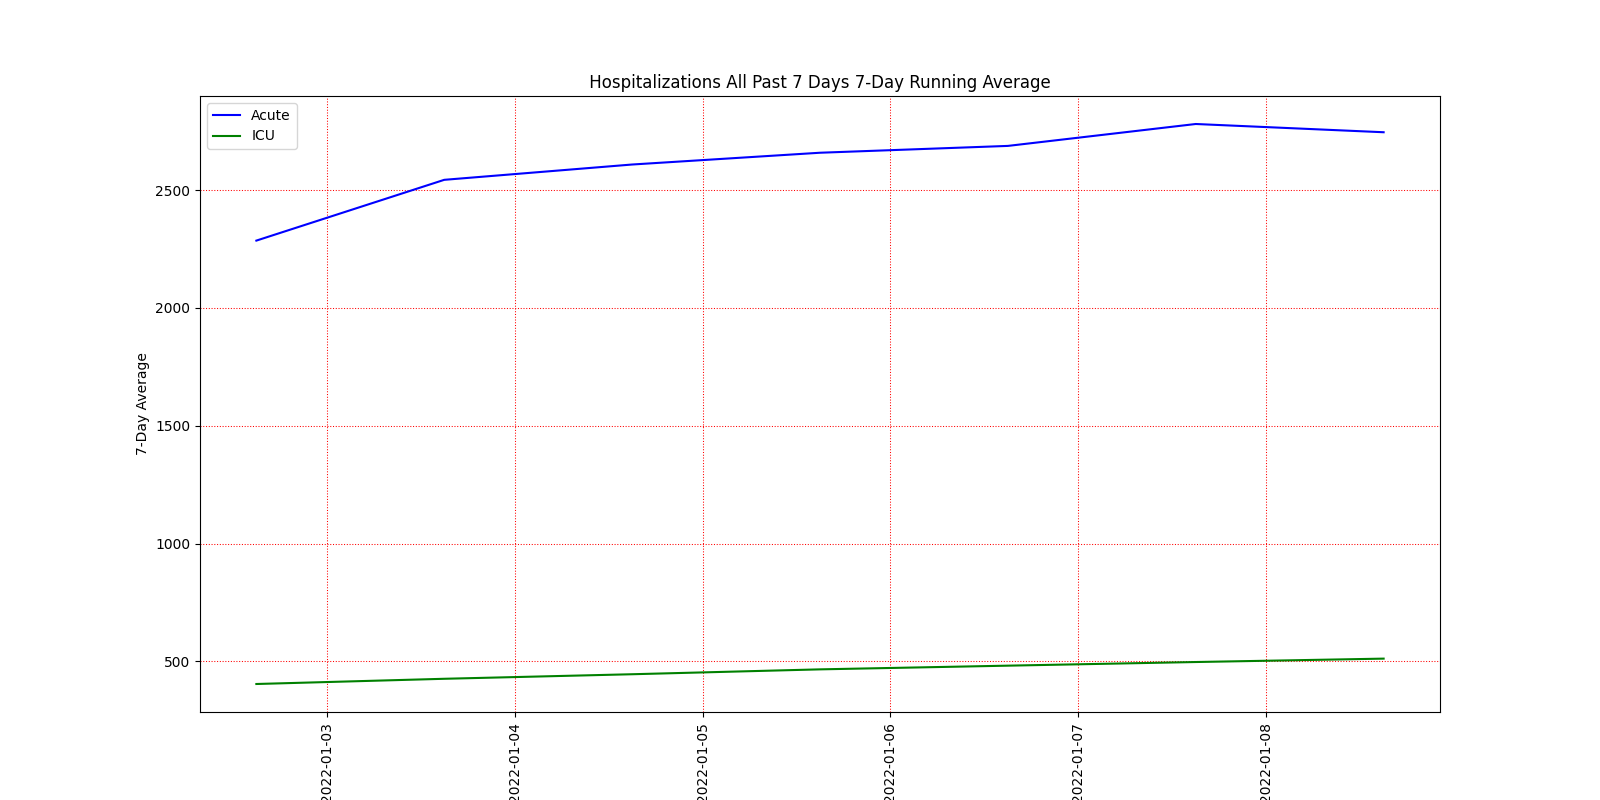 Hospitalizations All Past 7 Days 7-Day Running Average
Acute
ICU
7-Day Average
2500
2000
1500
1000
500
2022-01-03
2022-01-04
2022-01-05
2022-01-06
2022-01-07
2022-01-08